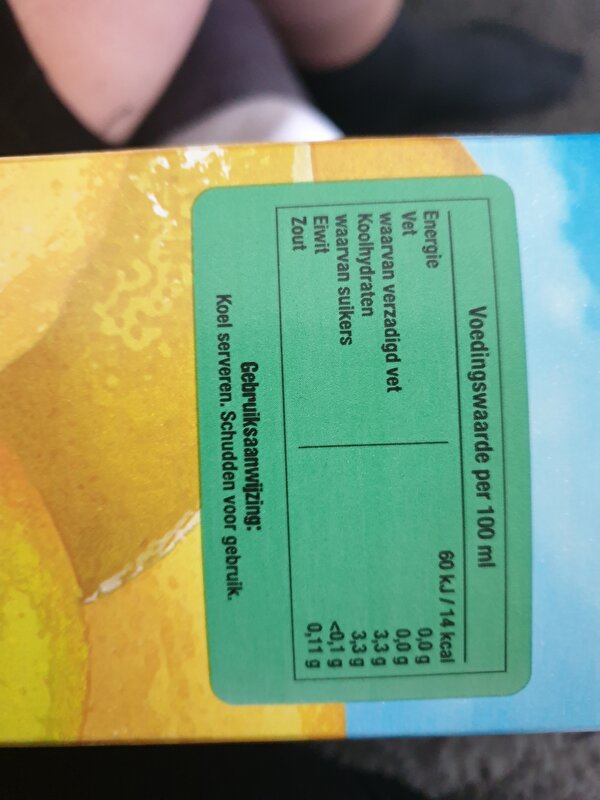 Voedingswaarde per 100 ml
Energie 60 kJ / 14 kcal
Vet 0,0 g
waarvan verzadigd vet 0,0 g
Koolhydraten 3,3 g
waarvan suikers 3,3 g
Eiwit <0,1 g
Zout 0,11 g
Gebruiksaanwijzing:
Koel serveren. Schudden voor gebruik.